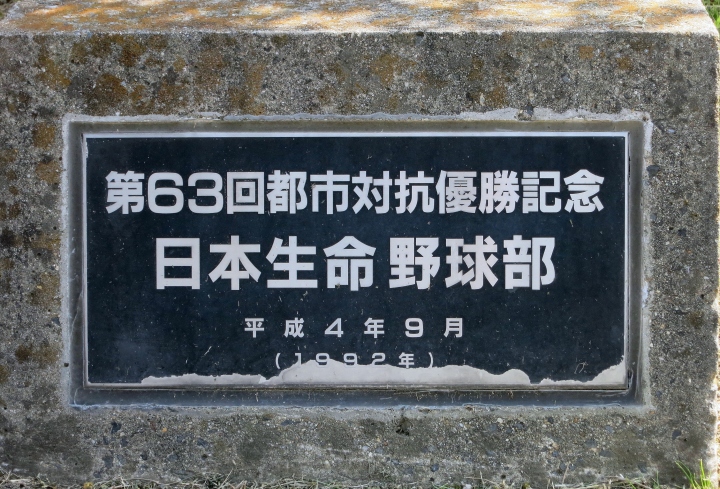 第63回都市対抗優勝記念
日本生命 野球部
平成4年9月
(1992年)